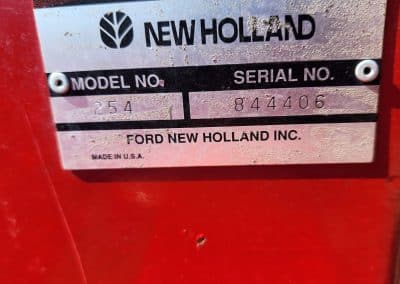 NEW HOLLAND
MODEL NO. SERIAL NO.
254 844406
FORD NEW HOLLAND INC.
MADE IN U.S.A.